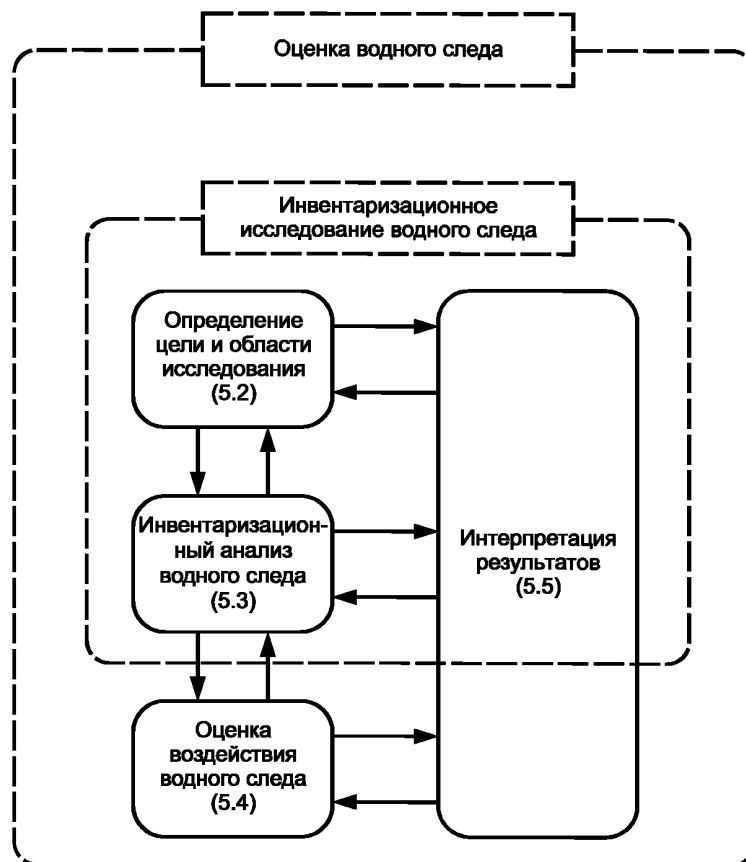 Оценка водного следа
Инвентаризационное
исследование водного следа
Определение
цели и области
исследования
(5.2)
Инвентаризацион-
ный анализ
водного следа
(5.3)
Интерпретация
результатов
(5.5)
Оценка
воздействия
водного следа
(5.4)